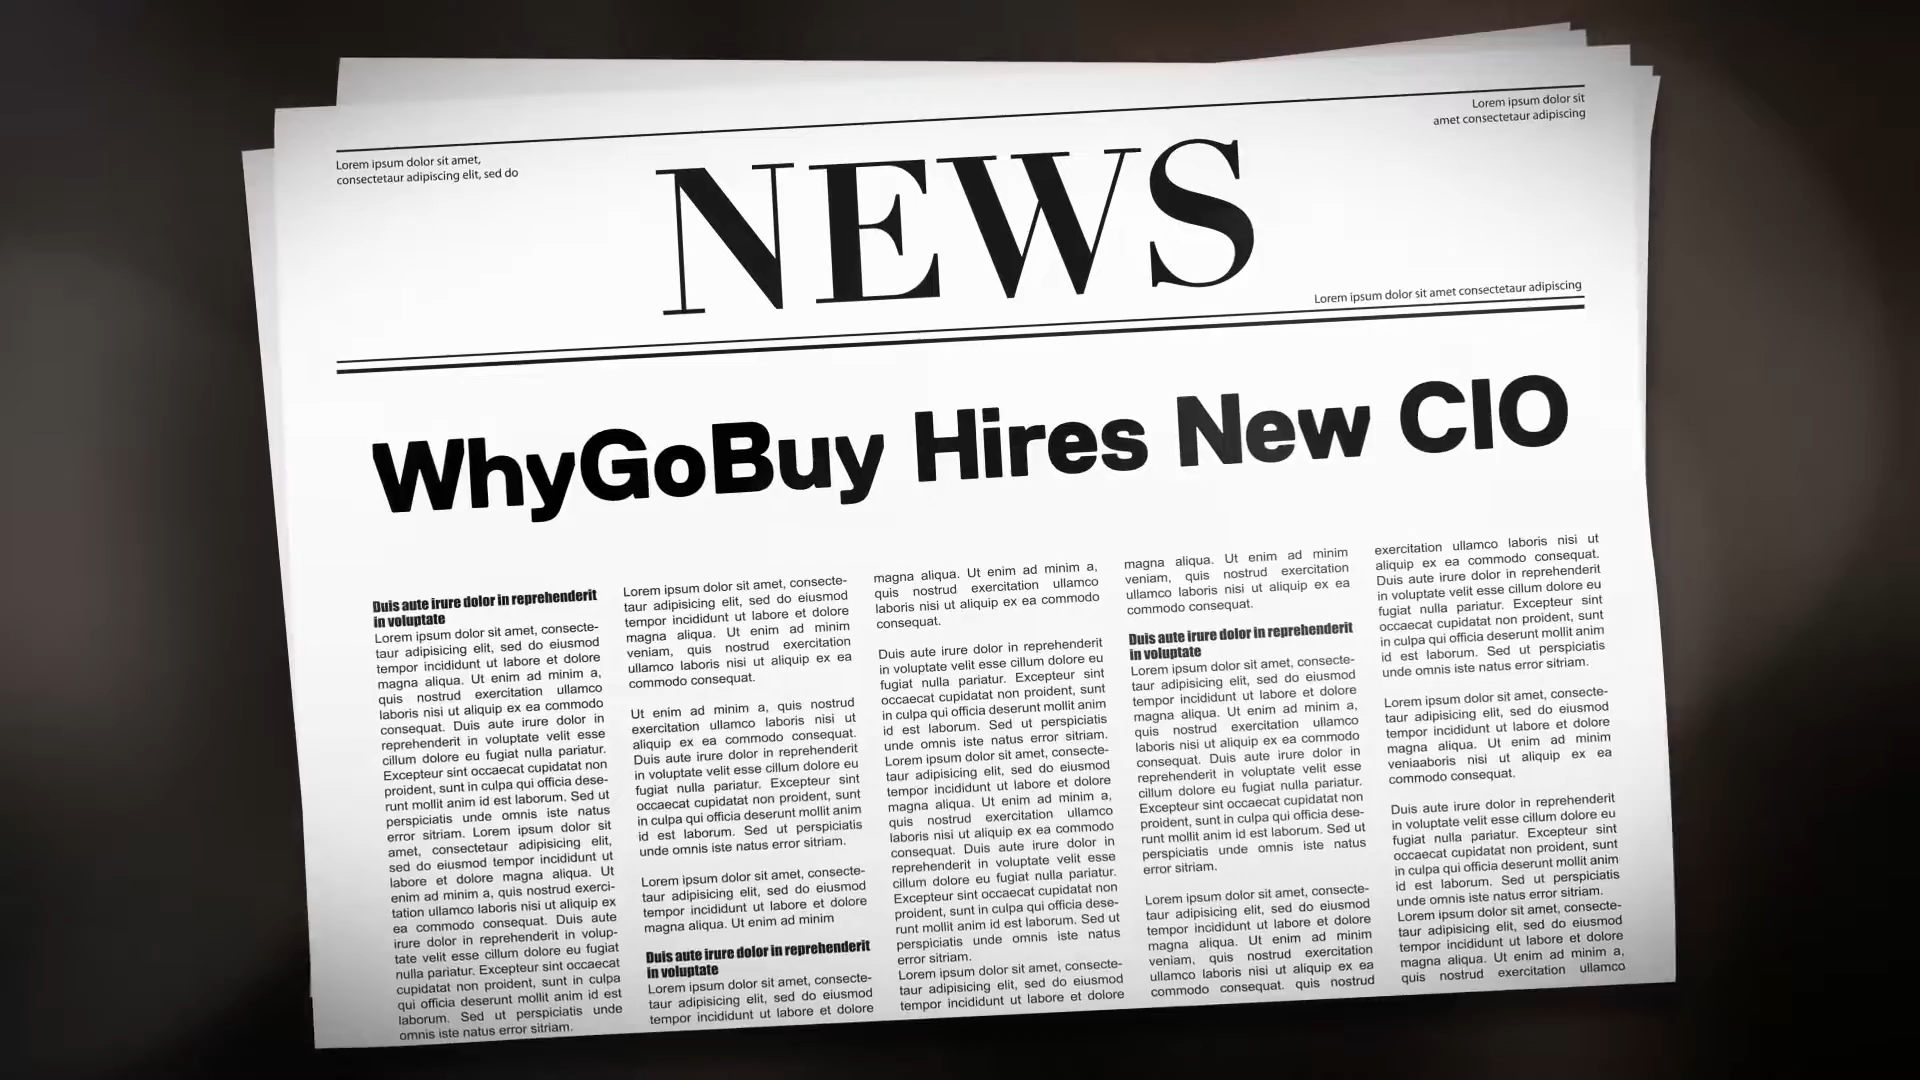 Lorem ipsum dolor sit amet,
consectetaur adipiscing elit, sed do
Lorem ipsum dolor sit
amet consectetaur adipiscing
NEWS
Lorem ipsum dolor sit amet consectetaur adipiscing
WhyGoBuy Hires New CIO
Duis aute irure dolor in reprehenderit
in voluptate
Lorem ipsum dolor sit amet, consecte-
taur adipisicing elit, sed do eiusmod
tempor incididunt ut labore et dolore
magna aliqua. Ut enim ad minim a,
quis nostrud exercitation ullamco
laboris nisi ut aliquip ex ea commodo
consequat. Duis aute irure dolor in
reprehenderit in voluptate velit esse
cillum dolore eu fugiat nulla pariatur.
Excepteur sint occaecat cupidatat non
proident, sunt in culpa qui officia dese-
runt mollit anim id est laborum. Sed ut
perspiciatis unde omnis iste natus
error sitriam. Lorem ipsum dolor sit
amet, consectetaur adipisicing elit,
sed do eiusmod tempor incididunt ut
labore et dolore magna aliqua. Ut
enim ad minim a, quis nostrud exerci-
tation ullamco laboris nisi ut aliquip ex
ea commodo consequat. Duis aute
irure dolor in reprehenderit in volup-
tate velit esse cillum dolore eu fugiat
nulla pariatur. Excepteur sint occaecat
cupidatat non proident, sunt in culpa
qui officia deserunt mollit anim id est
laborum. Sed ut perspiciatis unde
omnis iste natus error sitriam.
Lorem ipsum dolor sit amet, consecte-
taur adipisicing elit, sed do eiusmod
tempor incididunt ut labore et dolore
magna aliqua. Ut enim ad minim
veniam, quis nostrud exercitation
ullamco laboris nisi ut aliquip ex ea
commodo consequat.
Ut enim ad minim a, quis nostrud
exercitation ullamco laboris nisi ut
aliquip ex ea commodo consequat.
Duis aute irure dolor in reprehenderit
in voluptate velit esse cillum dolore eu
fugiat nulla pariatur. Excepteur sint
occaecat cupidatat non proident, sunt
in culpa qui officia deserunt mollit anim
id est laborum. Sed ut perspiciatis
unde omnis iste natus error sitriam.
Lorem ipsum dolor sit amet, consecte-
taur adipisicing elit, sed do eiusmod
tempor incididunt ut labore et dolore
magna aliqua. Ut enim ad minim
Duis aute irure dolor in reprehenderit
in voluptate
Lorem ipsum dolor sit amet, consecte-
taur adipisicing elit, sed do eiusmod
tempor incididunt ut labore et dolore
magna aliqua. Ut enim ad minim a,
quis nostrud exercitation ullamco
laboris nisi ut aliquip ex ea commodo
consequat.
Duis aute irure dolor in reprehenderit
in voluptate velit esse cillum dolore eu
fugiat nulla pariatur. Excepteur sint
occaecat cupidatat non proident, sunt
in culpa qui officia deserunt mollit anim
id est laborum. Sed ut perspiciatis
unde omnis iste natus error sitriam.
Lorem ipsum dolor sit amet, consecte-
taur adipisicing elit, sed do eiusmod
tempor incididunt ut labore et dolore
magna aliqua. Ut enim ad minim a,
quis nostrud exercitation ullamco
laboris nisi ut aliquip ex ea commodo
consequat. Duis aute irure dolor in
reprehenderit in voluptate velit esse
cillum dolore eu fugiat nulla pariatur.
Excepteur sint occaecat cupidatat non
proident, sunt in culpa qui officia dese-
runt mollit anim id est laborum. Sed ut
perspiciatis unde omnis iste natus
error sitriam.
Lorem ipsum dolor sit amet, consecte-
taur adipisicing elit, sed do eiusmod
tempor incididunt ut labore et dolore
magna aliqua. Ut enim ad minim
veniam, quis nostrud exercitation
ullamco laboris nisi ut aliquip ex ea
commodo consequat.
Duis aute irure dolor in reprehenderit
in voluptate
Lorem ipsum dolor sit amet, consecte-
taur adipisicing elit, sed do eiusmod
tempor incididunt ut labore et dolore
magna aliqua. Ut enim ad minim a,
quis nostrud exercitation ullamco
laboris nisi ut aliquip ex ea commodo
consequat. Duis aute irure dolor in
reprehenderit in voluptate velit esse
cillum dolore eu fugiat nulla pariatur.
Excepteur sint occaecat cupidatat non
proident, sunt in culpa qui officia dese-
runt mollit anim id est laborum. Sed ut
perspiciatis unde omnis iste natus
error sitriam.
Lorem ipsum dolor sit amet, consecte-
taur adipisicing elit, sed do eiusmod
tempor incididunt ut labore et dolore
magna aliqua. Ut enim ad minim
veniam, quis nostrud exercitation
ullamco laboris nisi ut aliquip ex ea
commodo consequat. quis nostrud
exercitation ullamco laboris nisi ut
aliquip ex ea commodo consequat.
Duis aute irure dolor in reprehenderit
in voluptate velit esse cillum dolore eu
fugiat nulla pariatur. Excepteur sint
occaecat cupidatat non proident, sunt
in culpa qui officia deserunt mollit anim
id est laborum. Sed ut perspiciatis
unde omnis iste natus error sitriam.
Lorem ipsum dolor sit amet, consecte-
taur adipisicing elit, sed do eiusmod
tempor incididunt ut labore et dolore
magna aliqua. Ut enim ad minim
veniaaboris nisi ut aliquip ex ea
commodo consequat.
Duis aute irure dolor in reprehenderit
in voluptate velit esse cillum dolore eu
fugiat nulla pariatur. Excepteur sint
occaecat cupidatat non proident, sunt
in culpa qui officia deserunt mollit anim
id est laborum. Sed ut perspiciatis
unde omnis iste natus error sitriam.
Lorem ipsum dolor sit amet, consecte-
taur adipisicing elit, sed do eiusmod
tempor incididunt ut labore et dolore
magna aliqua. Ut enim ad minim a,
quis nostrud exercitation ullamco